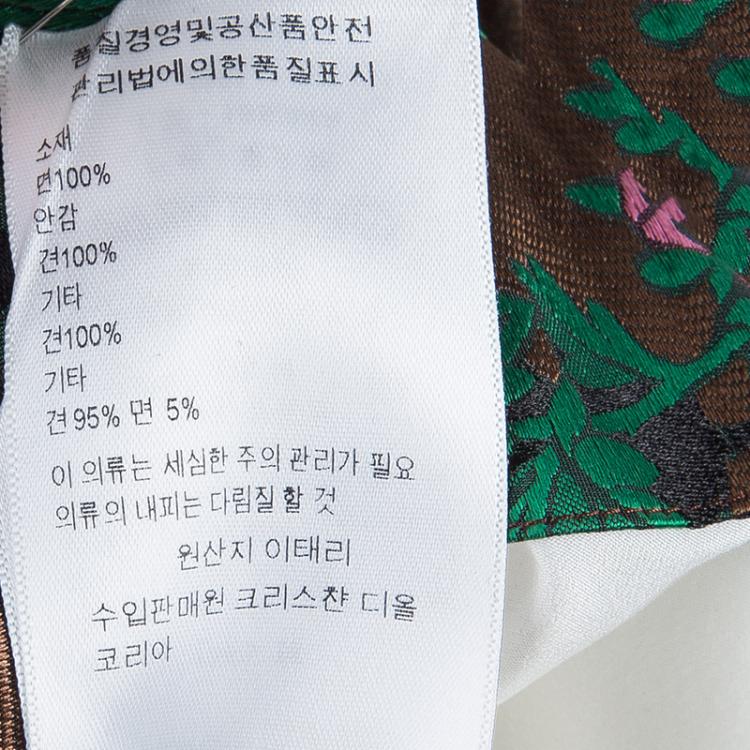 품질경영및공산품안전
관리법에의한품질표시
소재
면100%
안감
견100%
기타
견100%
기타
견 95% 면 5%
이 의류는 세심한 주의 관리가 필요
의류의 내피는 다림질 할 것
원산지 이태리
수입판매원 크리스챤 디올
코리아